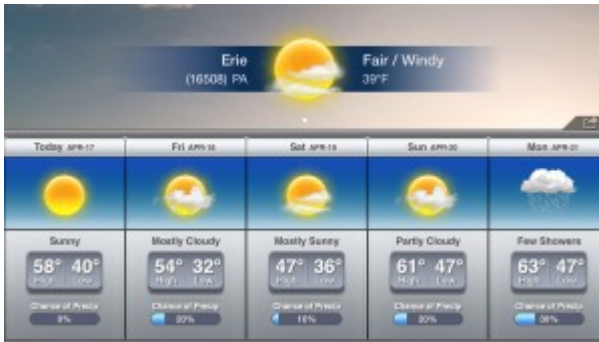 Erie
(16508) PA
Fair / Windy
39°F
Today APR-17
Fri APR-18
Sat APR-19
Sun APR-20
Mon APR-21
Sunny
Mostly Cloudy
Mostly Sunny
Partly Cloudy
Few Showers
58° 40°
High Low
54° 32°
High Low
47° 36°
High Low
61° 47°
High Low
63° 47°
High Low
Chance of Precip
0%
Chance of Precip
20%
Chance of Precip
10%
Chance of Precip
20%
Chance of Precip
30%